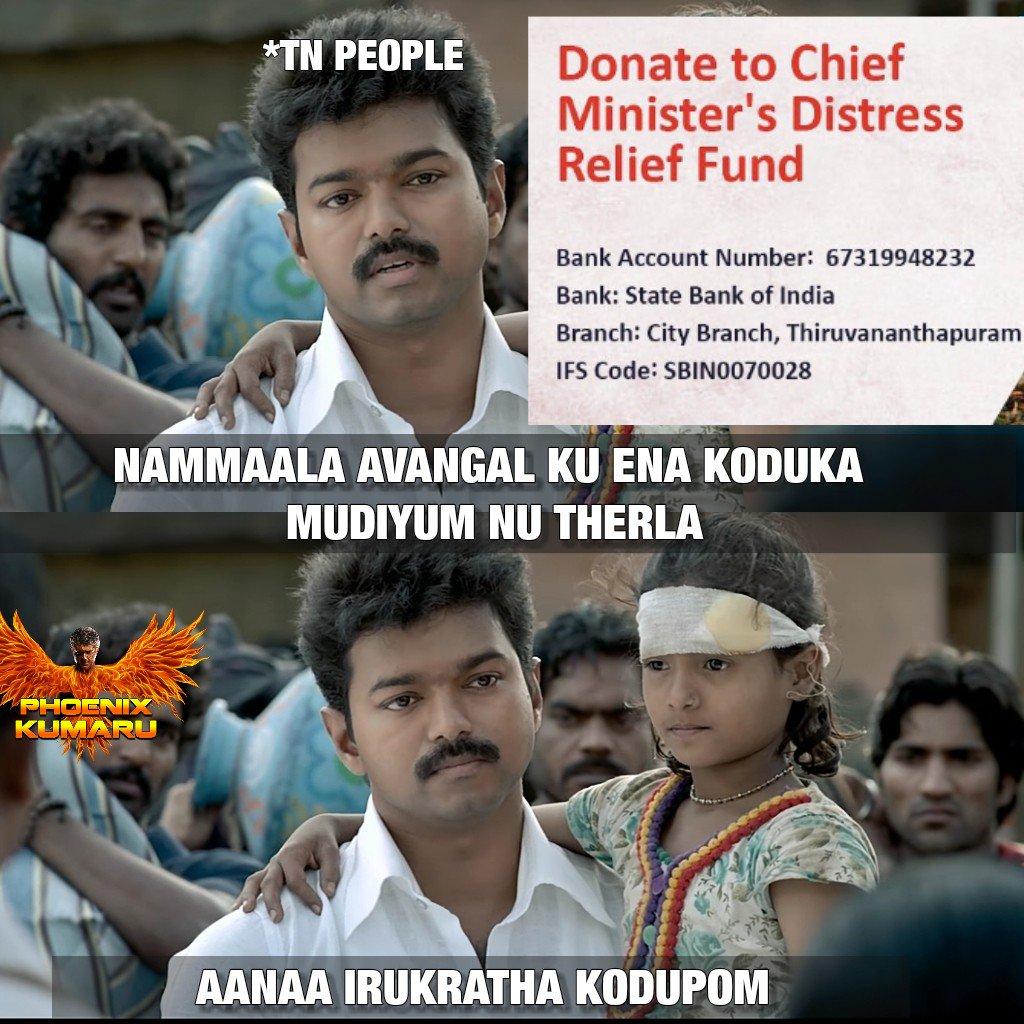 *TN PEOPLE
Donate to Chief
Minister's Distress
Relief Fund
Bank Account Number: 67319948232
Bank: State Bank of India
Branch: City Branch, Thiruvananthapuram
IFS Code: SBIN0070028
NAMMAALA AVANGAL KU ENA KODUKA
MUDIYUM NU THERLA
PHOENIX
KUMARU
AANAA IRUKRATHA KODUPOM